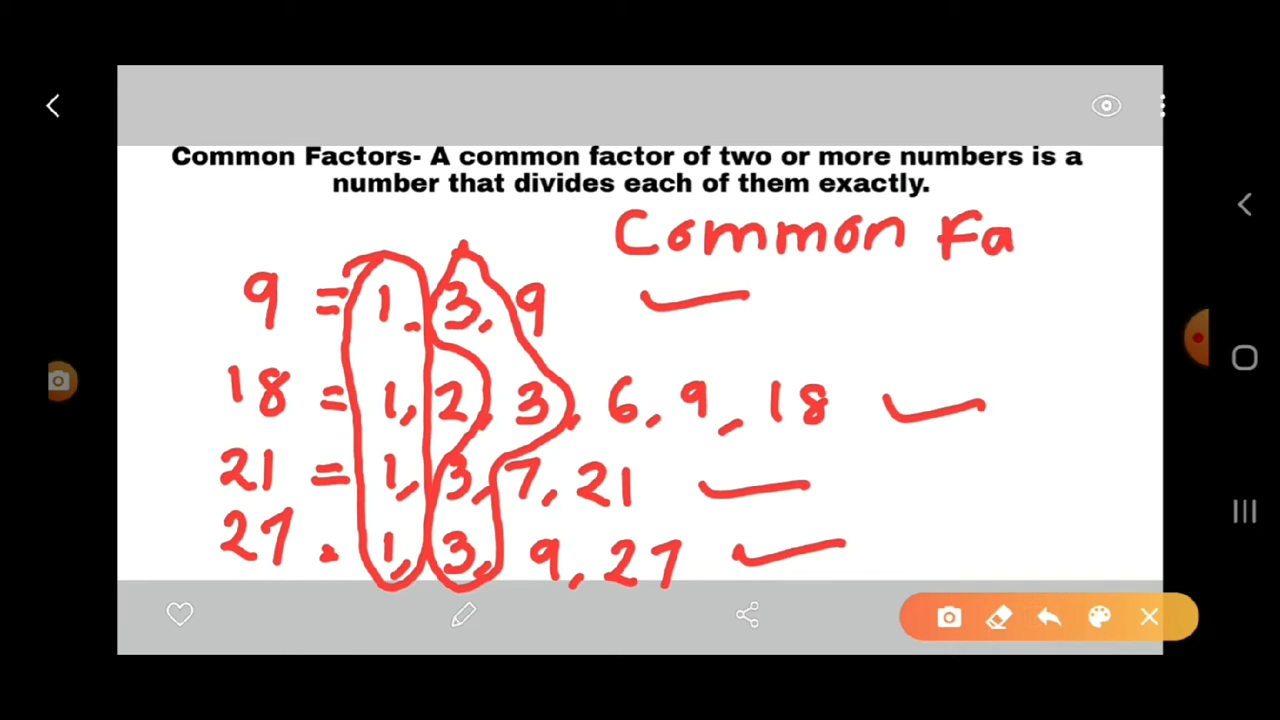 Common Factors- A common factor of two or more numbers is a
number that divides each of them exactly.
Common Fa
9 = 1, 3, 9
18 = 1, 2, 3, 6, 9, 18
21 = 1, 3, 7, 21
27 . 1, 3, 9, 27